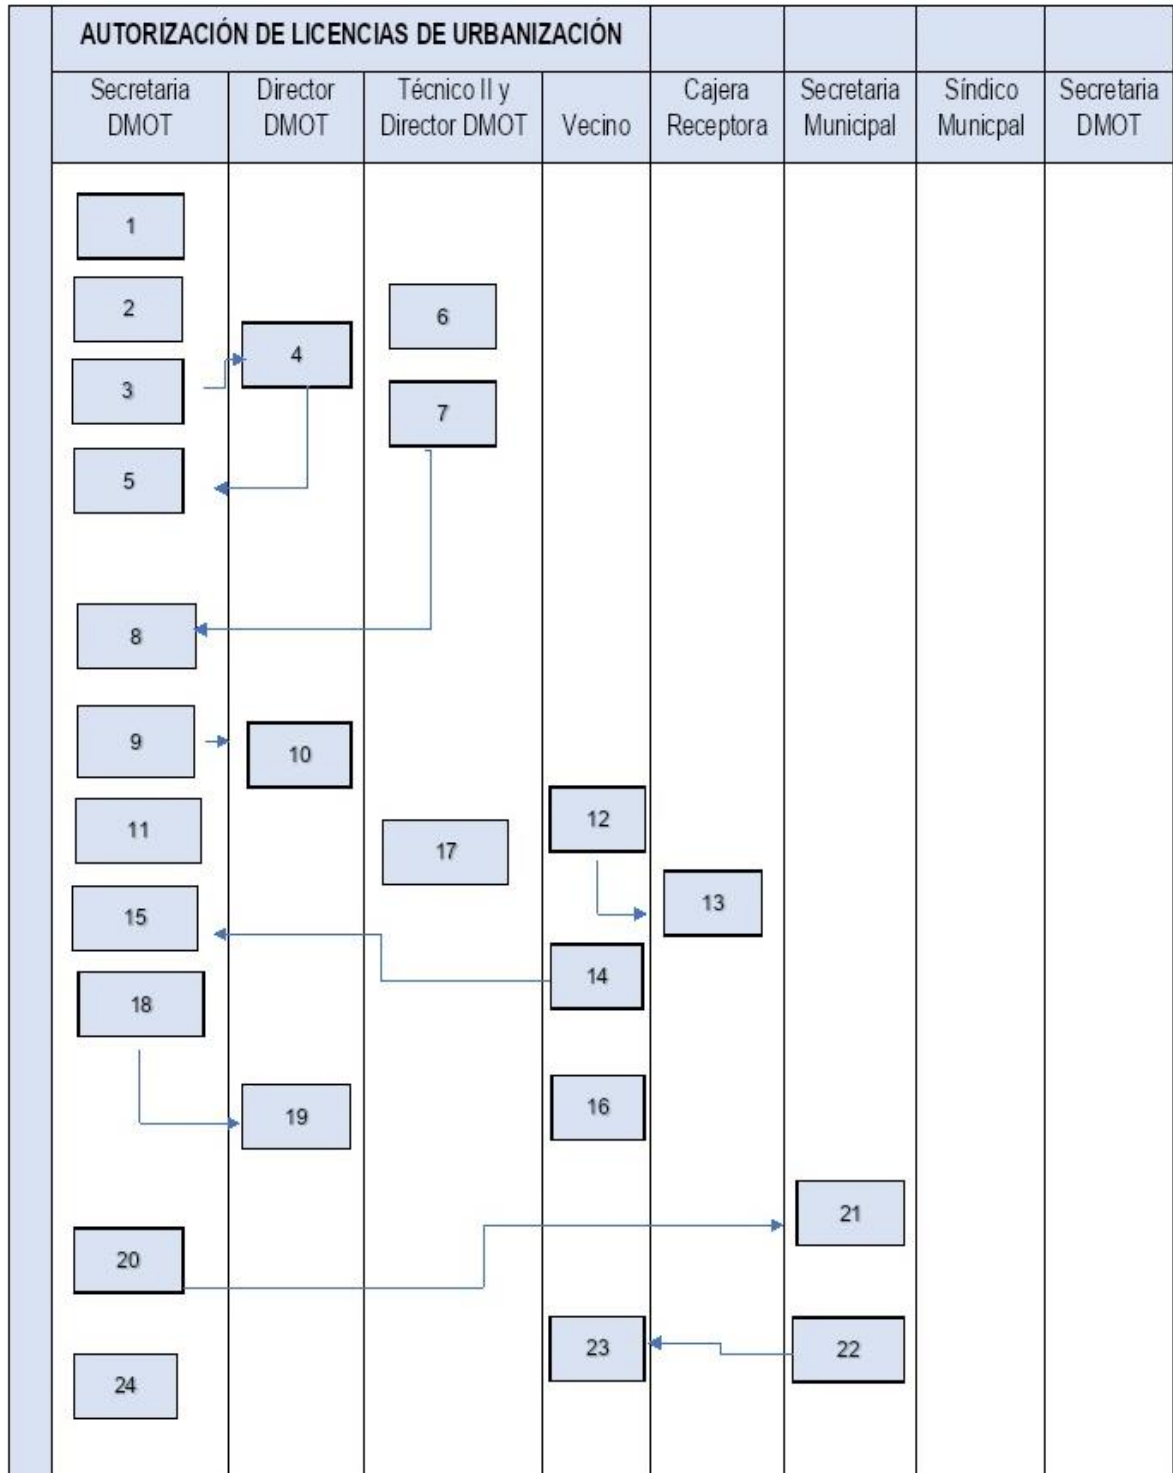 AUTORIZACIÓN DE LICENCIAS DE URBANIZACIÓN
Secretaria
DMOT
Director
DMOT
Técnico II y
Director DMOT
Vecino
Cajera
Receptora
Secretaria
Municipal
Síndico
Municpal
Secretaria
DMOT
1
2
6
4
3
7
5
8
9
10
12
11
17
13
15
14
18
16
19
21
20
23
22
24